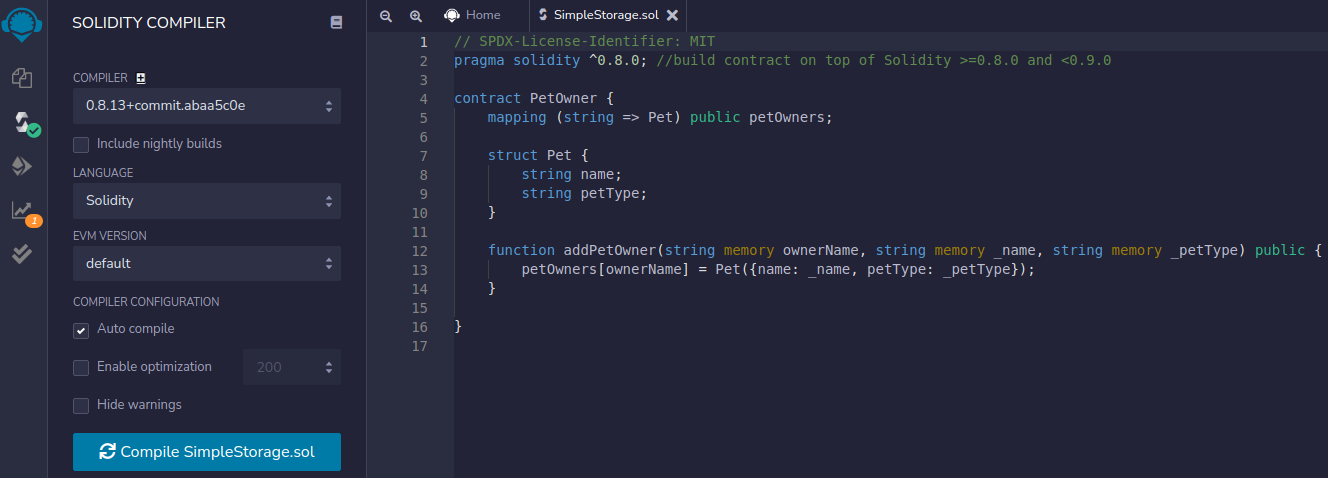 SOLIDITY COMPILER
COMPILER
0.8.13+commit.abaa5c0e
Include nightly builds
LANGUAGE
Solidity
EVM VERSION
default
COMPILER CONFIGURATION
Auto compile
Enable optimization
200
Hide warnings
Compile SimpleStorage.sol
1
Home
SimpleStorage.sol
1 // SPDX-License-Identifier: MIT
2 pragma solidity ^0.8.0; //build contract on top of Solidity >=0.8.0 and <0.9.0
3
4 contract PetOwner {
5     mapping (string => Pet) public petOwners;
6
7     struct Pet {
8         string name;
9         string petType;
10     }
11
12     function addPetOwner(string memory ownerName, string memory _name, string memory _petType) public {
13         petOwners[ownerName] = Pet({name: _name, petType: _petType});
14     }
15
16 }
17